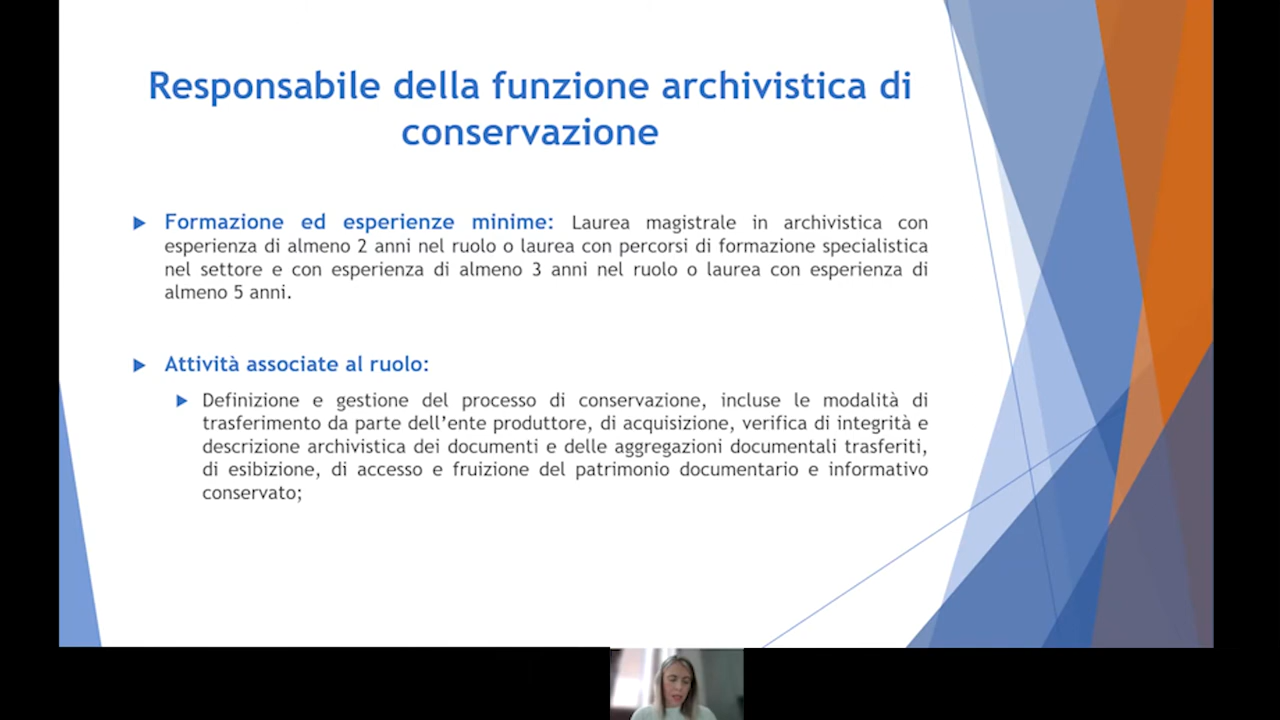 Responsabile della funzione archivistica di
conservazione
Formazione ed esperienze minime: Laurea magistrale in archivistica con
esperienza di almeno 2 anni nel ruolo o laurea con percorsi di formazione specialistica
nel settore e con esperienza di almeno 3 anni nel ruolo o laurea con esperienza di
almeno 5 anni.
Attività associate al ruolo:
Definizione e gestione del processo di conservazione, incluse le modalità di
trasferimento da parte dell’ente produttore, di acquisizione, verifica di integrità e
descrizione archivistica dei documenti e delle aggregazioni documentali trasferiti,
di esibizione, di accesso e fruizione del patrimonio documentario e informativo
conservato;